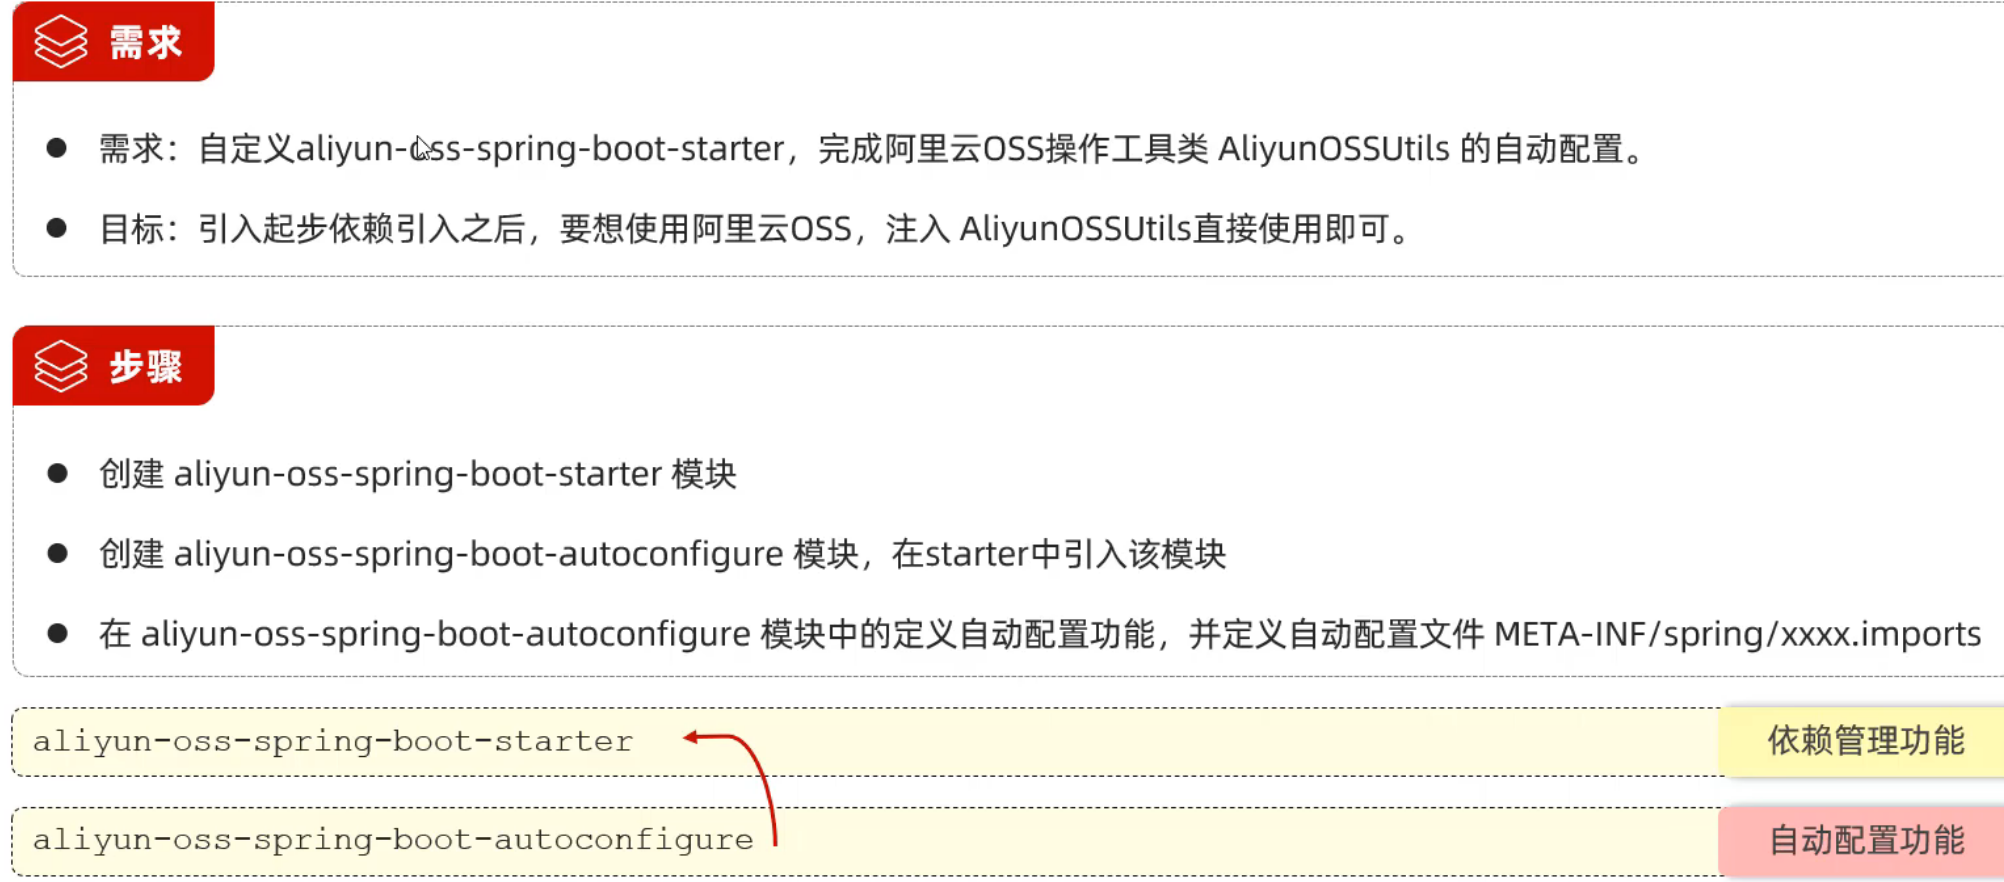 需求
需求：自定义aliyun-oss-spring-boot-starter，完成阿里云OSS操作工具类 AliyunOSSUtils 的自动配置。
目标：引入起步依赖引入之后，要想使用阿里云OSS，注入 AliyunOSSUtils直接使用即可。
步骤
创建 aliyun-oss-spring-boot-starter 模块
创建 aliyun-oss-spring-boot-autoconfigure 模块，在starter中引入该模块
在 aliyun-oss-spring-boot-autoconfigure 模块中的定义自动配置功能，并定义自动配置文件 META-INF/spring/xxxx.imports
aliyun-oss-spring-boot-starter 依赖管理功能
aliyun-oss-spring-boot-autoconfigure 自动配置功能